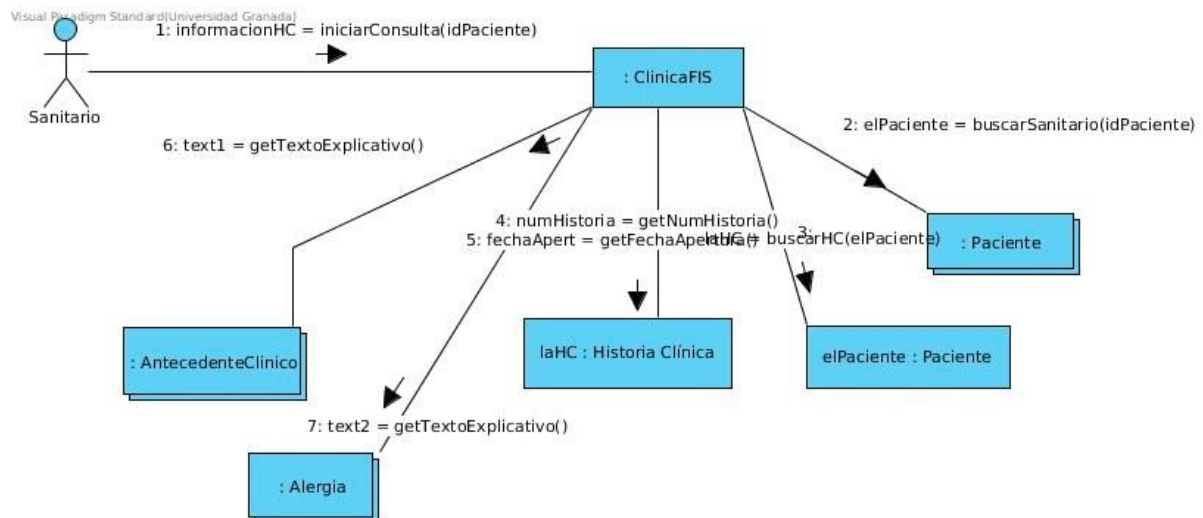 Visual Paradigm Standard(Universidad Granada)
1: informacionHC = iniciarConsulta(idPaciente)
Sanitario
: ClinicaFIS
2: elPaciente = buscarSanitario(idPaciente)
6: text1 = getTextoExplicativo()
4: numHistoria = getNumHistoria()
5: fechaApert = getFechaApertura()
3:
laHC = buscarHC(elPaciente)
: Paciente
: AntecedenteClinico
laHC : Historia Clínica
elPaciente : Paciente
7: text2 = getTextoExplicativo()
: Alergia